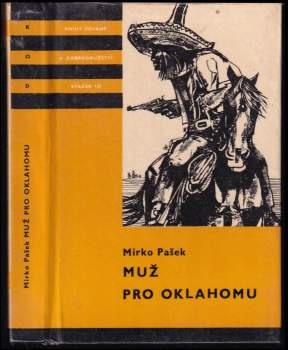 K
O
D
KNIHY ODVAHY
A DOBRODRUŽSTVÍ
Mirko Pašek MUŽ PRO OKLAHOMU
Mirko Pašek
MUŽ
PRO OKLAHOMU